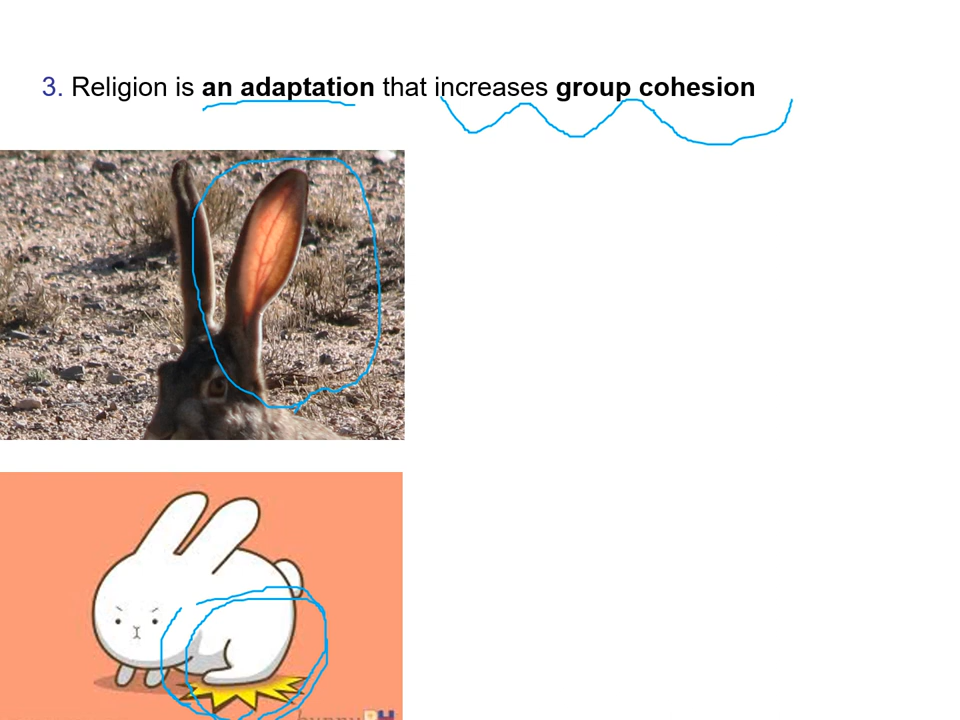 3. Religion is an adaptation that increases group cohesion